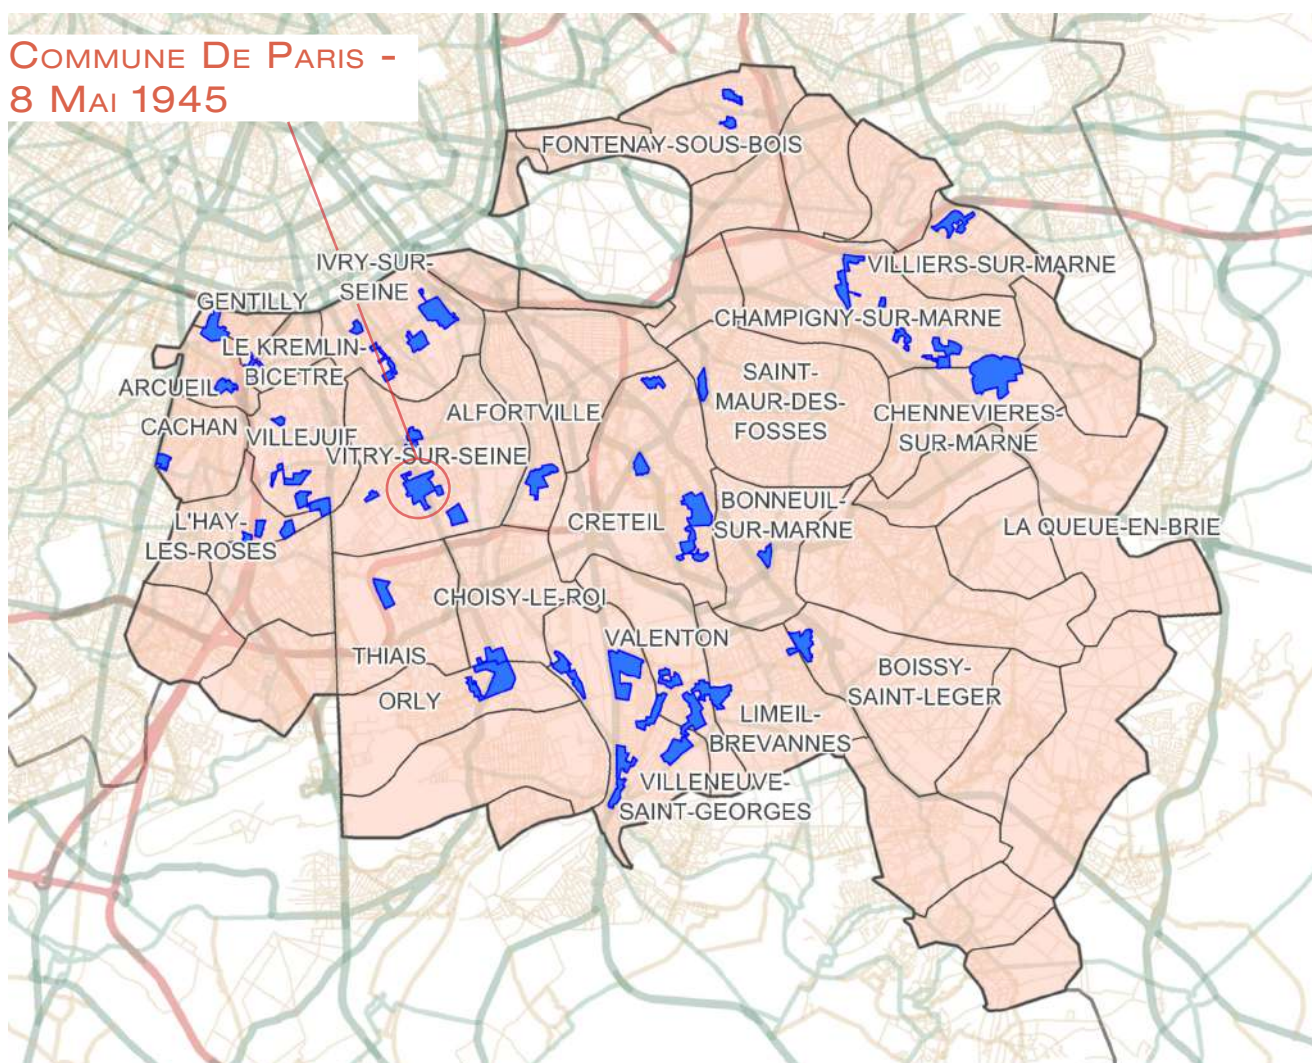 COMMUNE DE PARIS -
8 MAI 1945
FONTENAY-SOUS-BOIS
IVRY-SUR-
SEINE
VILLIERS-SUR-MARNE
GENTILLY
CHAMPIGNY-SUR-MARNE
LE KREMLIN-
BICETRE
ARCUEIL
SAINT-
MAUR-DES-
FOSSES
CACHAN
VILLEJUIF
ALFORTVILLE
CHENNEVIERES-
SUR-MARNE
VITRY-SUR-SEINE
L'HAY-
LES-ROSES
CRETEIL
BONNEUIL-
SUR-MARNE
LA QUEUE-EN-BRIE
CHOISY-LE-ROI
VALENTON
THIAIS
BOISSY-
SAINT-LEGER
ORLY
LIMEIL-
BREVANNES
VILLENEUVE-
SAINT-GEORGES